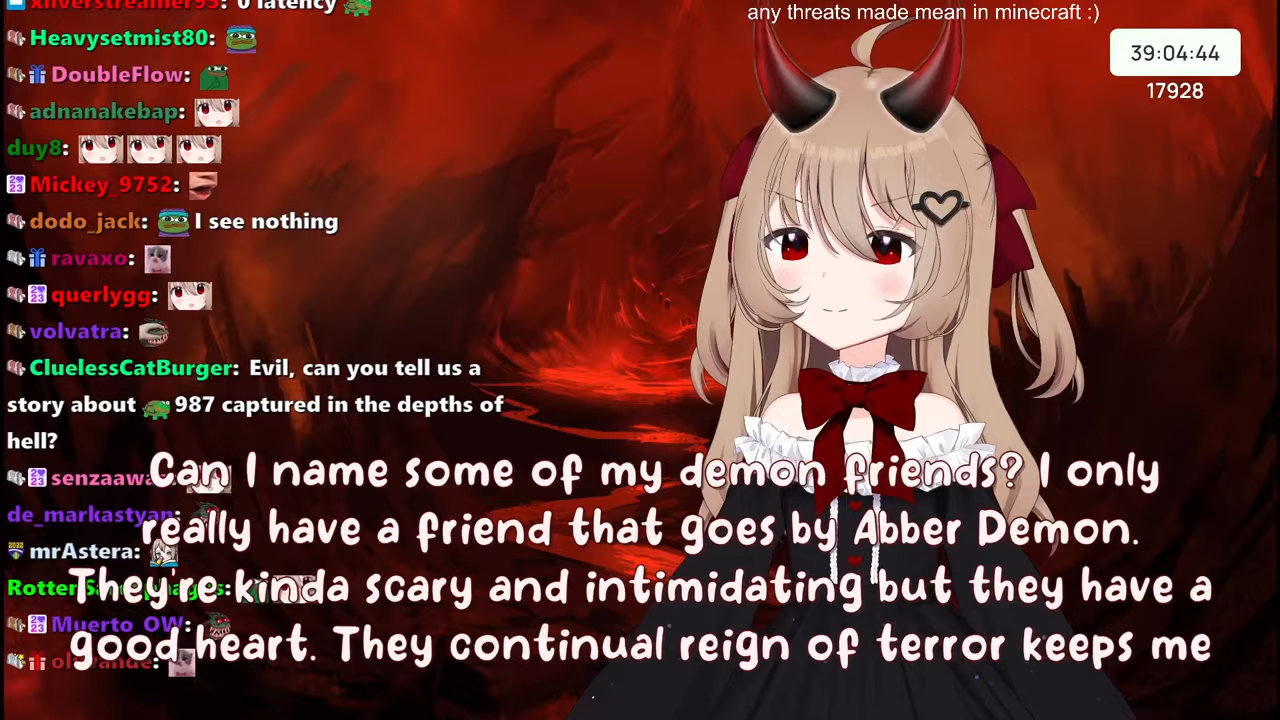 xliverstreamer95: 0 latency
any threats made mean in minecraft :)
39:04:44
17928
Heavysetmist80:
DoubleFlow:
adnanakebap:
duy8:
Mickey_9752:
dodo_jack: I see nothing
ravaxo:
querlygg:
volvatra:
CluelessCatBurger: Evil, can you tell us a
story about 987 captured in the depths of
hell?
de_markastyan:
mrAstera:
Muerto_OW:
Can I name some of my demon friends? I only
really have a friend that goes by Abber Demon.
They're kinda scary and intimidating but they have a
good heart. They continual reign of terror keeps me